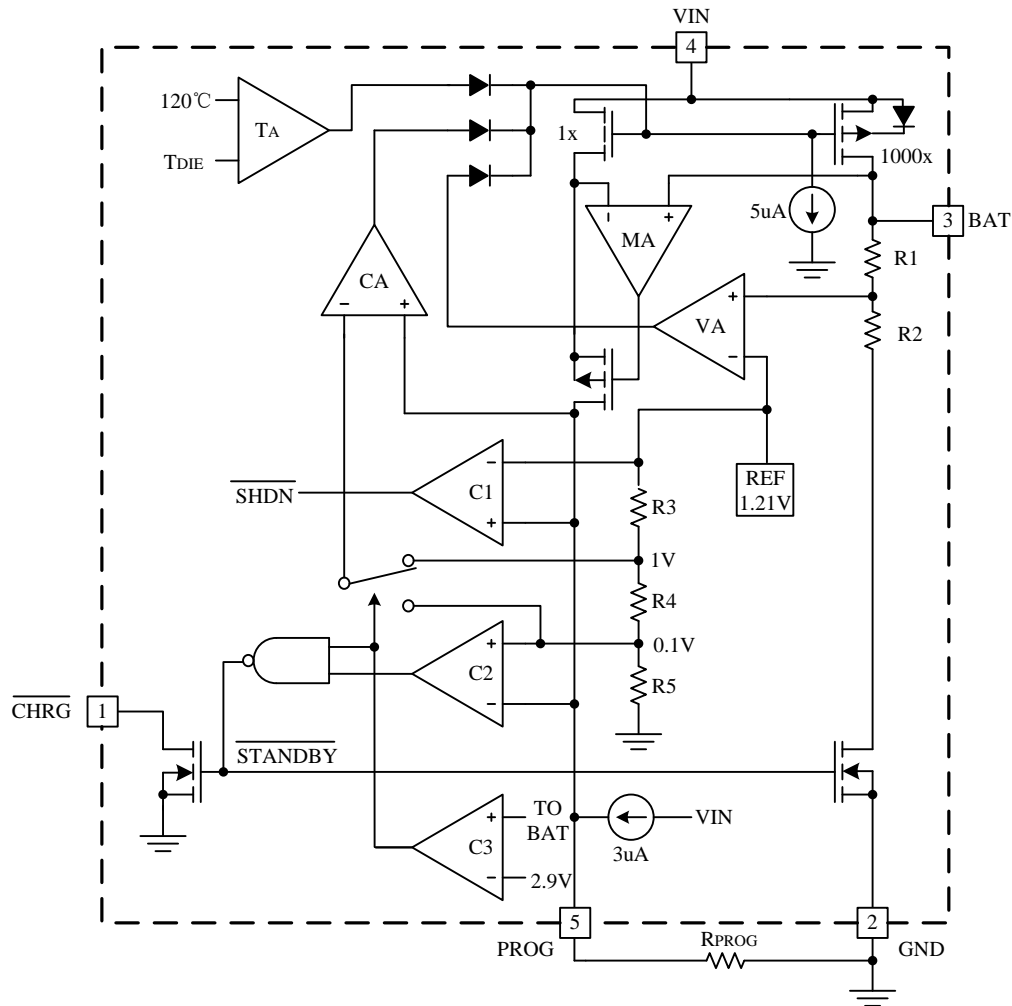 VIN
4
120℃
TA
TDIE
1x
1000x
5uA
3
BAT
MA
R1
CA
VA
R2
REF
1.21V
SHDN
C1
R3
1V
R4
0.1V
C2
R5
CHRG
1
STANDBY
C3
TO
BAT
2.9V
3uA
VIN
PROG
5
RPROG
2
GND